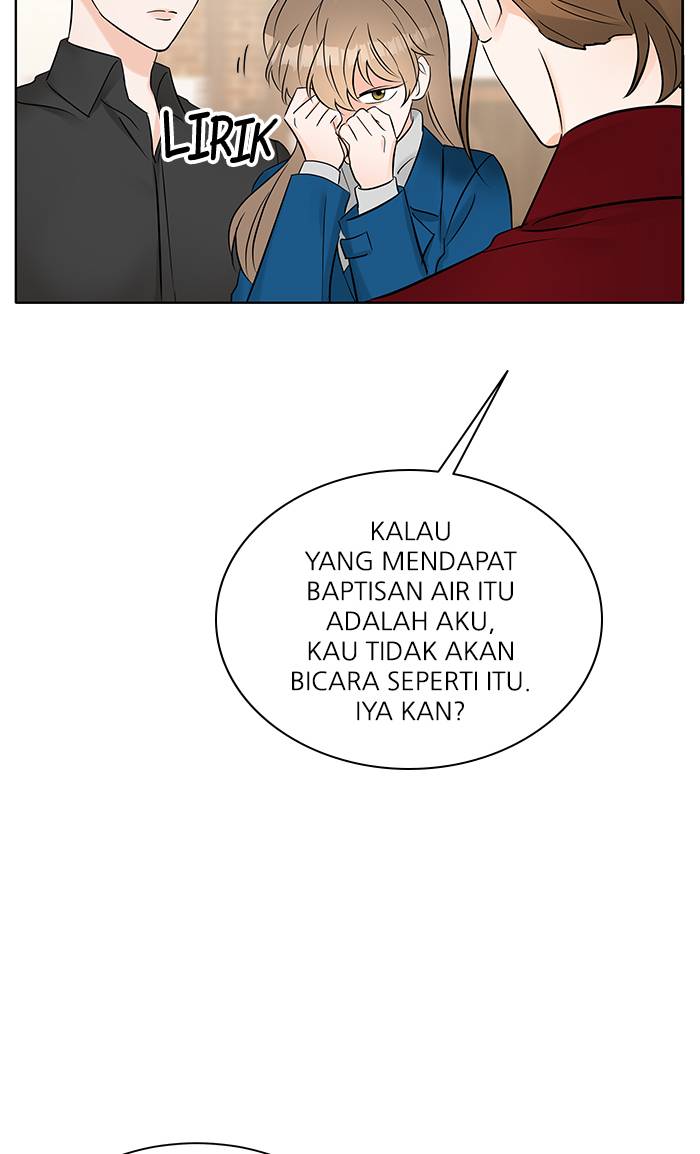 LIRIK
KALAU
YANG MENDAPAT
BAPTISAN AIR ITU
ADALAH AKU,
KAU TIDAK AKAN
BICARA SEPERTI ITU.
IYA KAN?